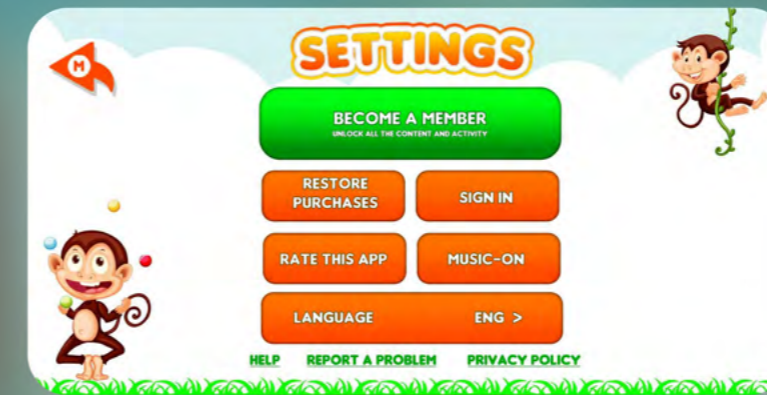 M
SETTINGS
BECOME A MEMBER
UNLOCK ALL THE CONTENT AND ACTIVITY
RESTORE
PURCHASES
SIGN IN
RATE THIS APP
MUSIC-ON
LANGUAGE ENG >
HELP REPORT A PROBLEM PRIVACY POLICY